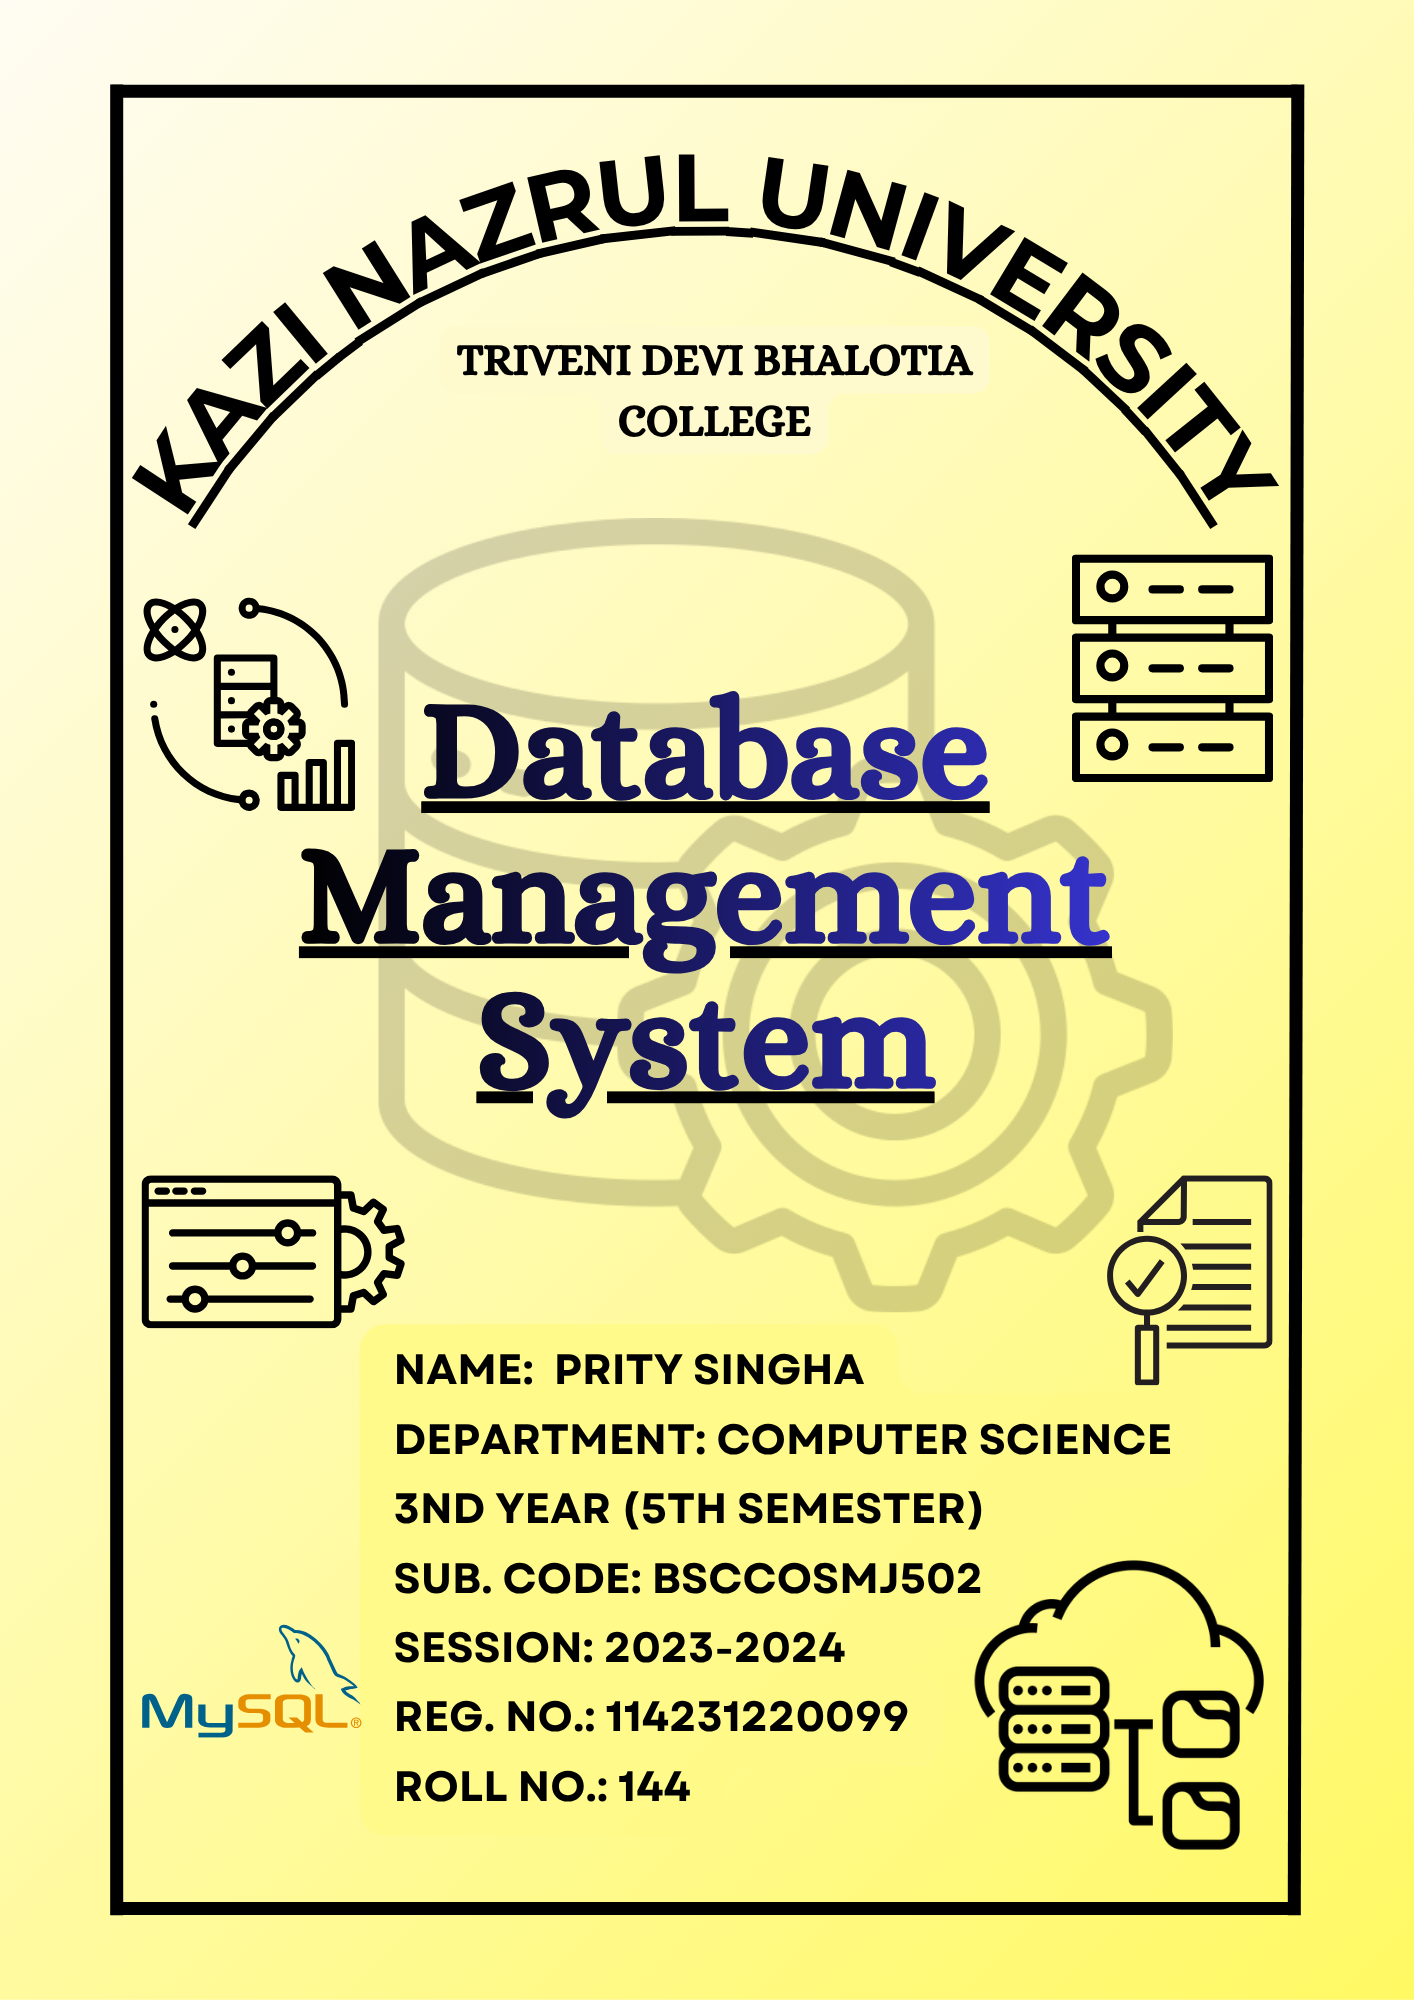 KAZI NAZRUL UNIVERSITY
TRIVENI DEVI BHALOTIA
COLLEGE
Database
Management
System
NAME: PRITY SINGHA
DEPARTMENT: COMPUTER SCIENCE
3ND YEAR (5TH SEMESTER)
SUB. CODE: BSCCOSMJ502
SESSION: 2023-2024
REG. NO.: 114231220099
ROLL NO.: 144
MySQL®